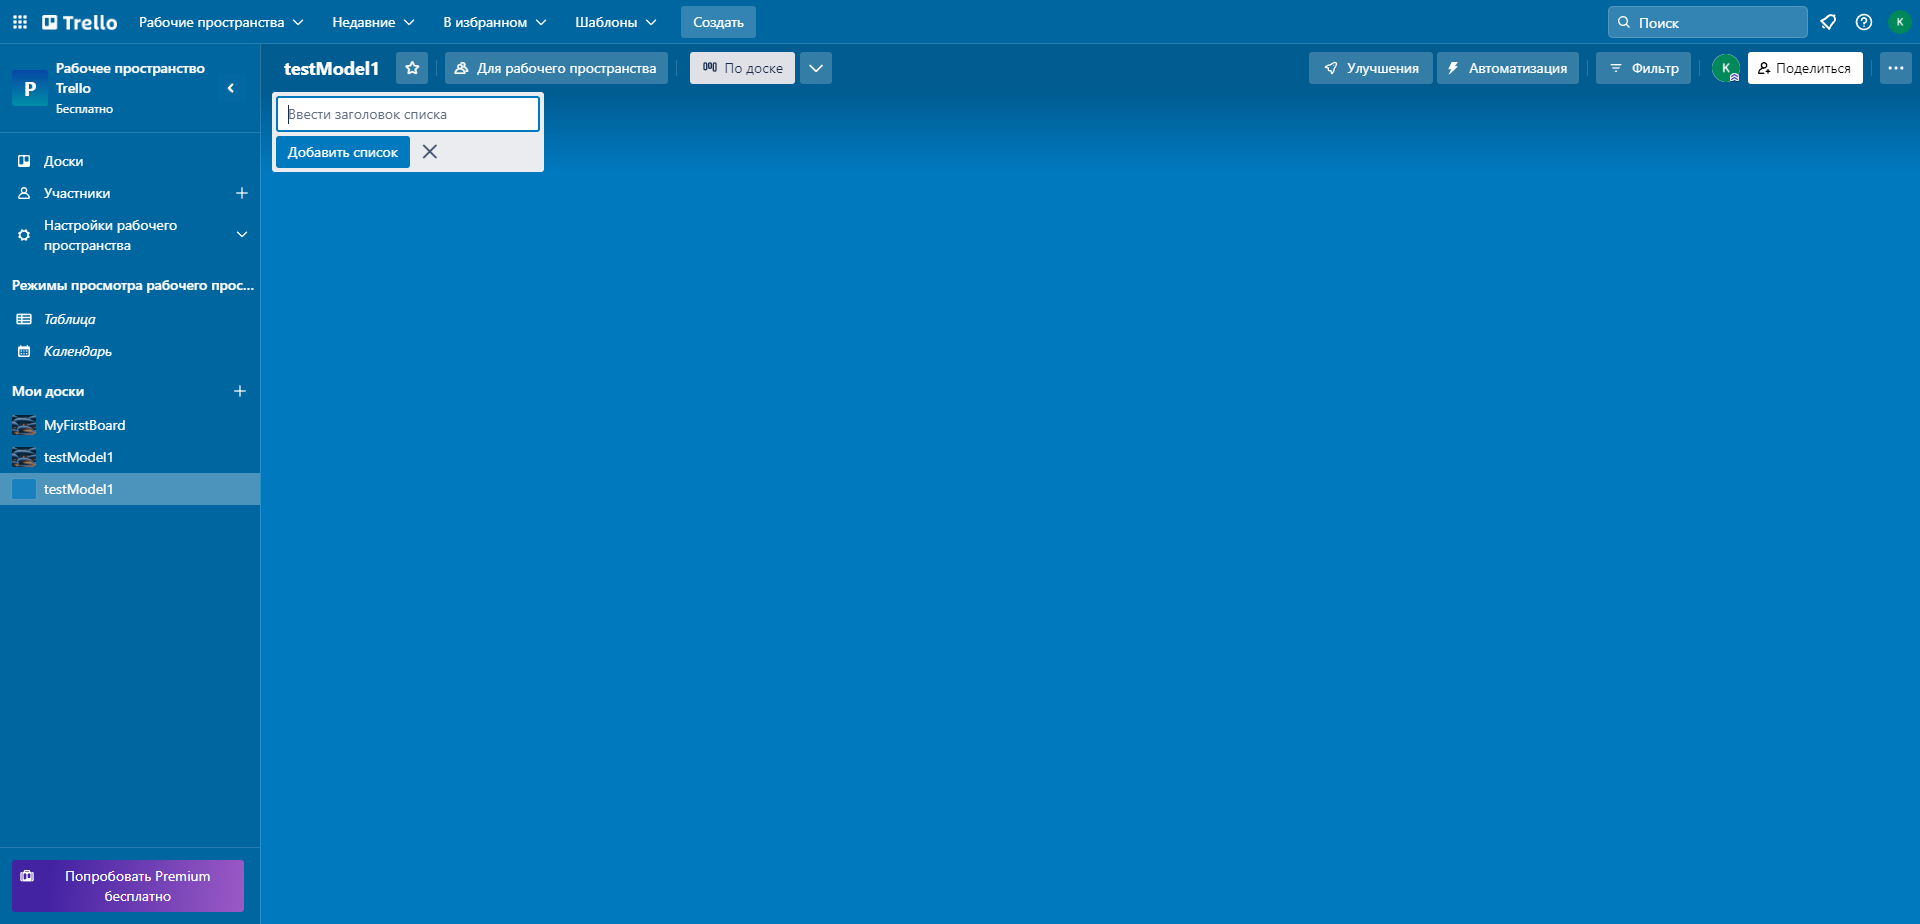 Trello
Рабочие пространства
Недавние
В избранном
Шаблоны
Создать
Поиск
К
P
Рабочее пространство
Trello
Бесплатно
testModel1
Для рабочего пространства
По доске
Улучшения
Автоматизация
Фильтр
К
Поделиться
Ввести заголовок списка
Добавить список
Доски
Участники
Настройки рабочего
пространства
Режимы просмотра рабочего прос...
Таблица
Календарь
Мои доски
MyFirstBoard
testModel1
testModel1
Попробовать Premium
бесплатно